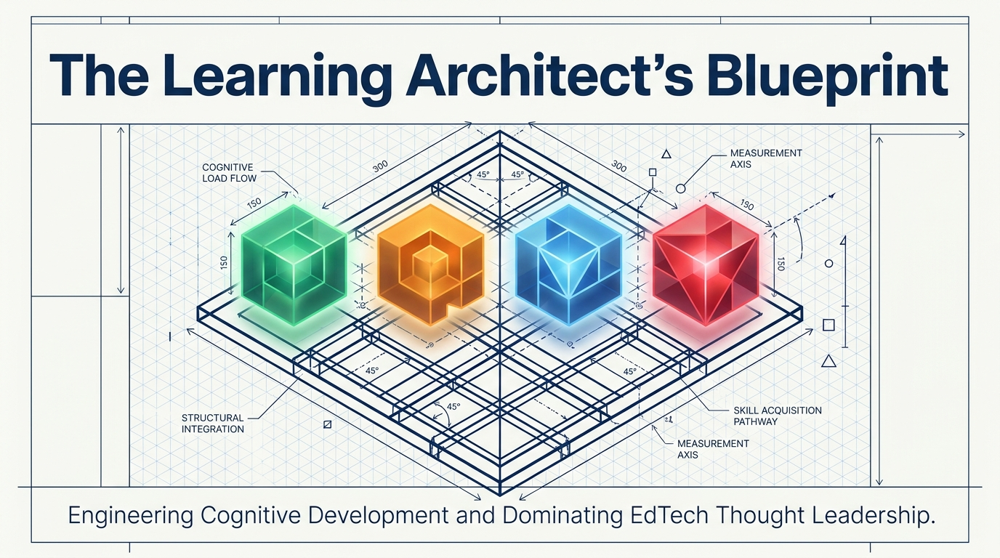 The Learning Architect’s Blueprint
COGNITIVE
LOAD FLOW
300
45°
45°
300
MEASUREMENT
AXIS
150
150
150
150
45°
45°
45°
STRUCTURAL
INTEGRATION
SKILL ACQUISITION
PATHWAY
MEASUREMENT
AXIS
Engineering Cognitive Development and Dominating EdTech Thought Leadership.